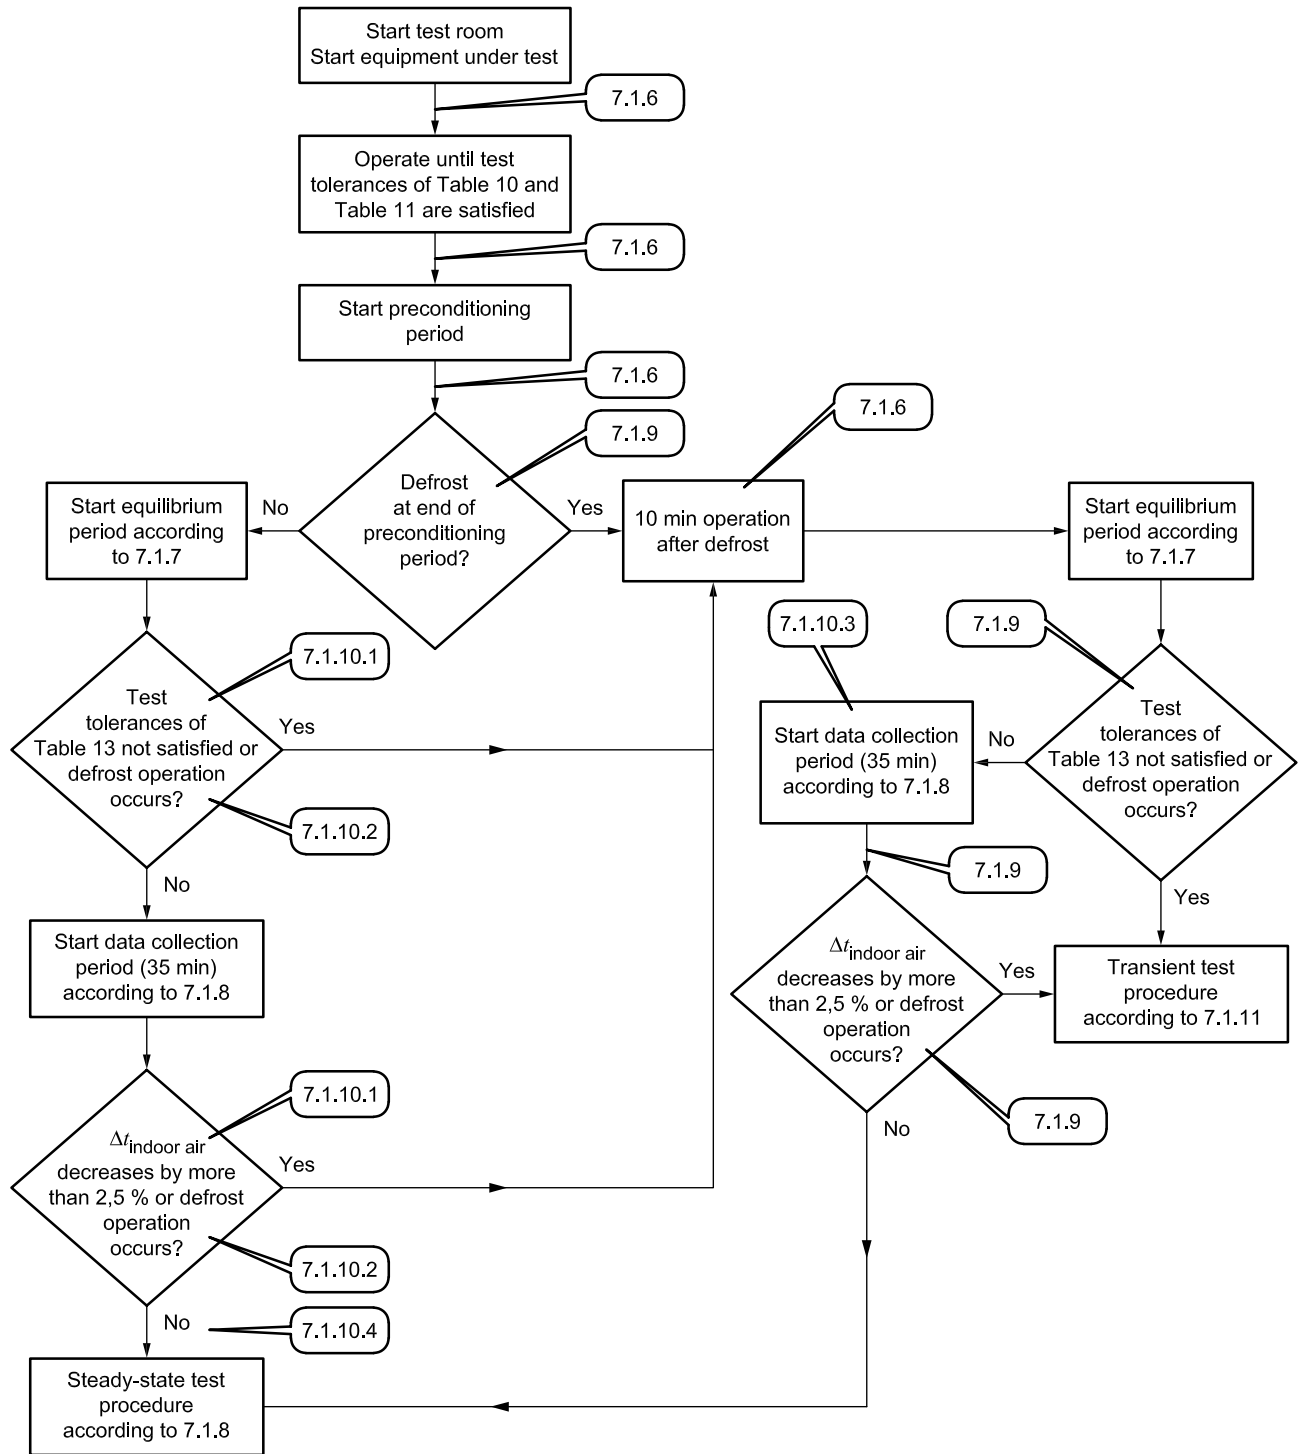 Start test room
Start equipment under test
7.1.6
Operate until test
tolerances of Table 10 and
Table 11 are satisfied
7.1.6
Start preconditioning
period
7.1.6
7.1.9
7.1.6
Defrost
at end of
preconditioning
period?
No
Yes
Start equilibrium
period according
to 7.1.7
10 min operation
after defrost
Start equilibrium
period according
to 7.1.7
7.1.10.1
Test
tolerances of
Table 13 not satisfied or
defrost operation
occurs?
Yes
7.1.10.2
No
7.1.10.3
7.1.9
Start data collection
period (35 min)
according to 7.1.8
No
Test
tolerances of
Table 13 not satisfied or
defrost operation
occurs?
7.1.9
Yes
Start data collection
period (35 min)
according to 7.1.8
Δt indoor air
decreases by more
than 2,5 % or defrost
operation
occurs?
Yes
Transient test
procedure
according to 7.1.11
7.1.9
No
7.1.10.1
Δt indoor air
decreases by more
than 2,5 % or defrost
operation
occurs?
Yes
7.1.10.2
No
7.1.10.4
Steady-state test
procedure
according to 7.1.8